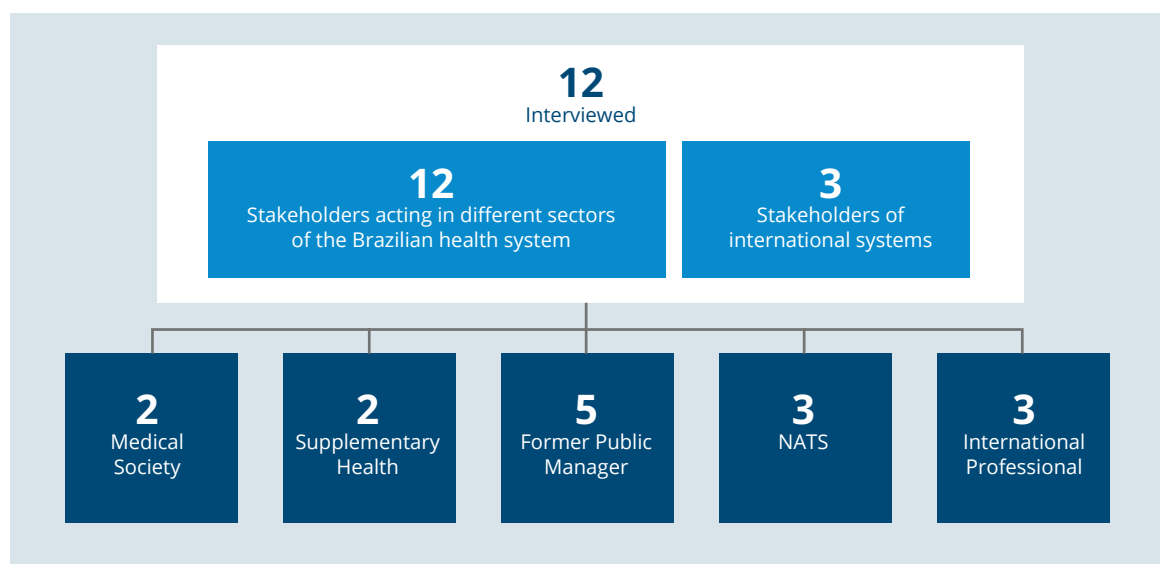 12
Interviewed
12
Stakeholders acting in different sectors
of the Brazilian health system
3
Stakeholders of
international systems
2
Medical
Society
2
Supplementary
Health
5
Former Public
Manager
3
NATS
3
International
Professional